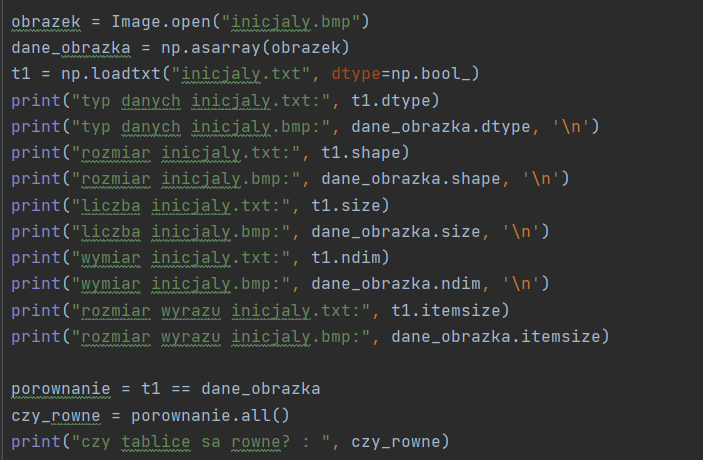 obrazek = Image.open("inicjaly.bmp")
dane_obrazka = np.asarray(obrazek)
t1 = np.loadtxt("inicjaly.txt", dtype=np.bool_)
print("typ danych inicjaly.txt:", t1.dtype)
print("typ danych inicjaly.bmp:", dane_obrazka.dtype, '\n')
print("rozmiar inicjaly.txt:", t1.shape)
print("rozmiar inicjaly.bmp:", dane_obrazka.shape, '\n')
print("liczba inicjaly.txt:", t1.size)
print("liczba inicjaly.bmp:", dane_obrazka.size, '\n')
print("wymiar inicjaly.txt:", t1.ndim)
print("wymiar inicjaly.bmp:", dane_obrazka.ndim, '\n')
print("rozmiar wyrazu inicjaly.txt:", t1.itemsize)
print("rozmiar wyrazu inicjaly.bmp:", dane_obrazka.itemsize)

porownanie = t1 == dane_obrazka
czy_rowne = porownanie.all()
print("czy tablice sa rowne? : ", czy_rowne)